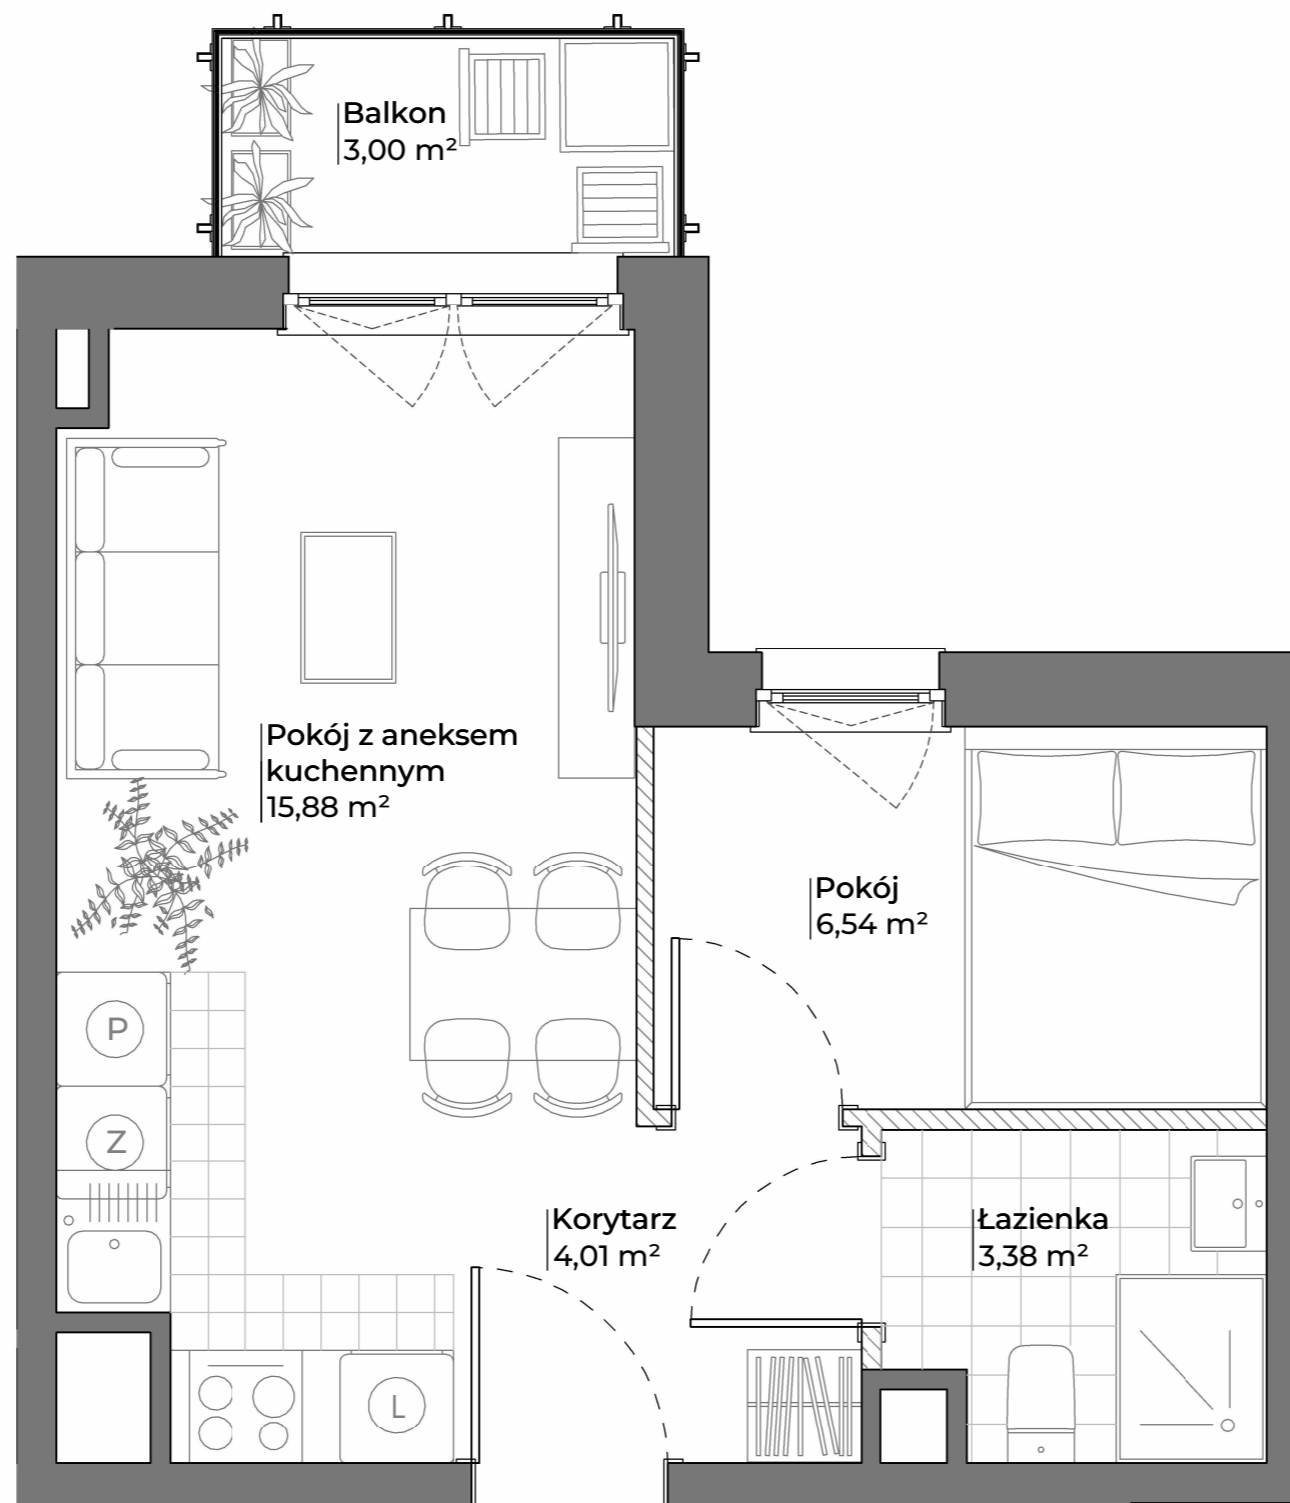 Balkon
3,00 m²
Pokój z aneksem
kuchennym
15,88 m²
Pokój
6,54 m²
P
Z
Korytarz
4,01 m²
Łazienka
3,38 m²
L